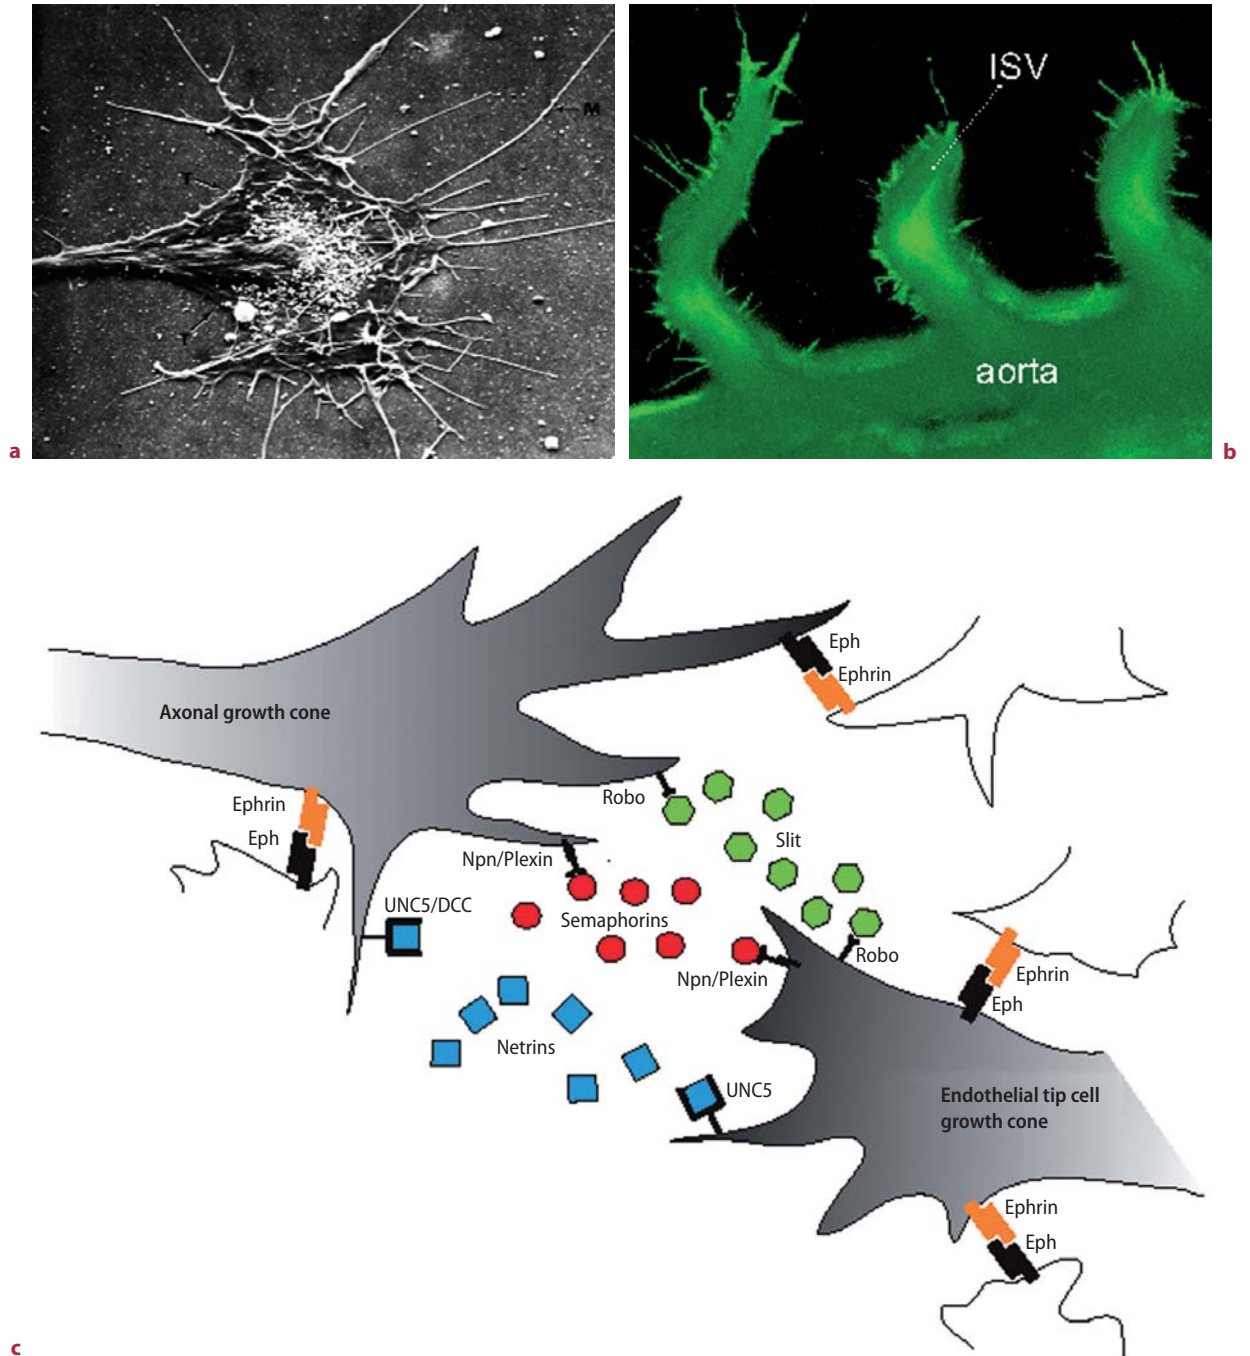 M
T
T
a
ISV
aorta
b
Eph
Ephrin
Axonal growth cone
Ephrin
Eph
Robo
Slit
Npn/Plexin
UNC5/DCC
Semaphorins
Robo
Npn/Plexin
Ephrin
Eph
Netrins
UNC5
Endothelial tip cell
growth cone
Ephrin
Eph
c